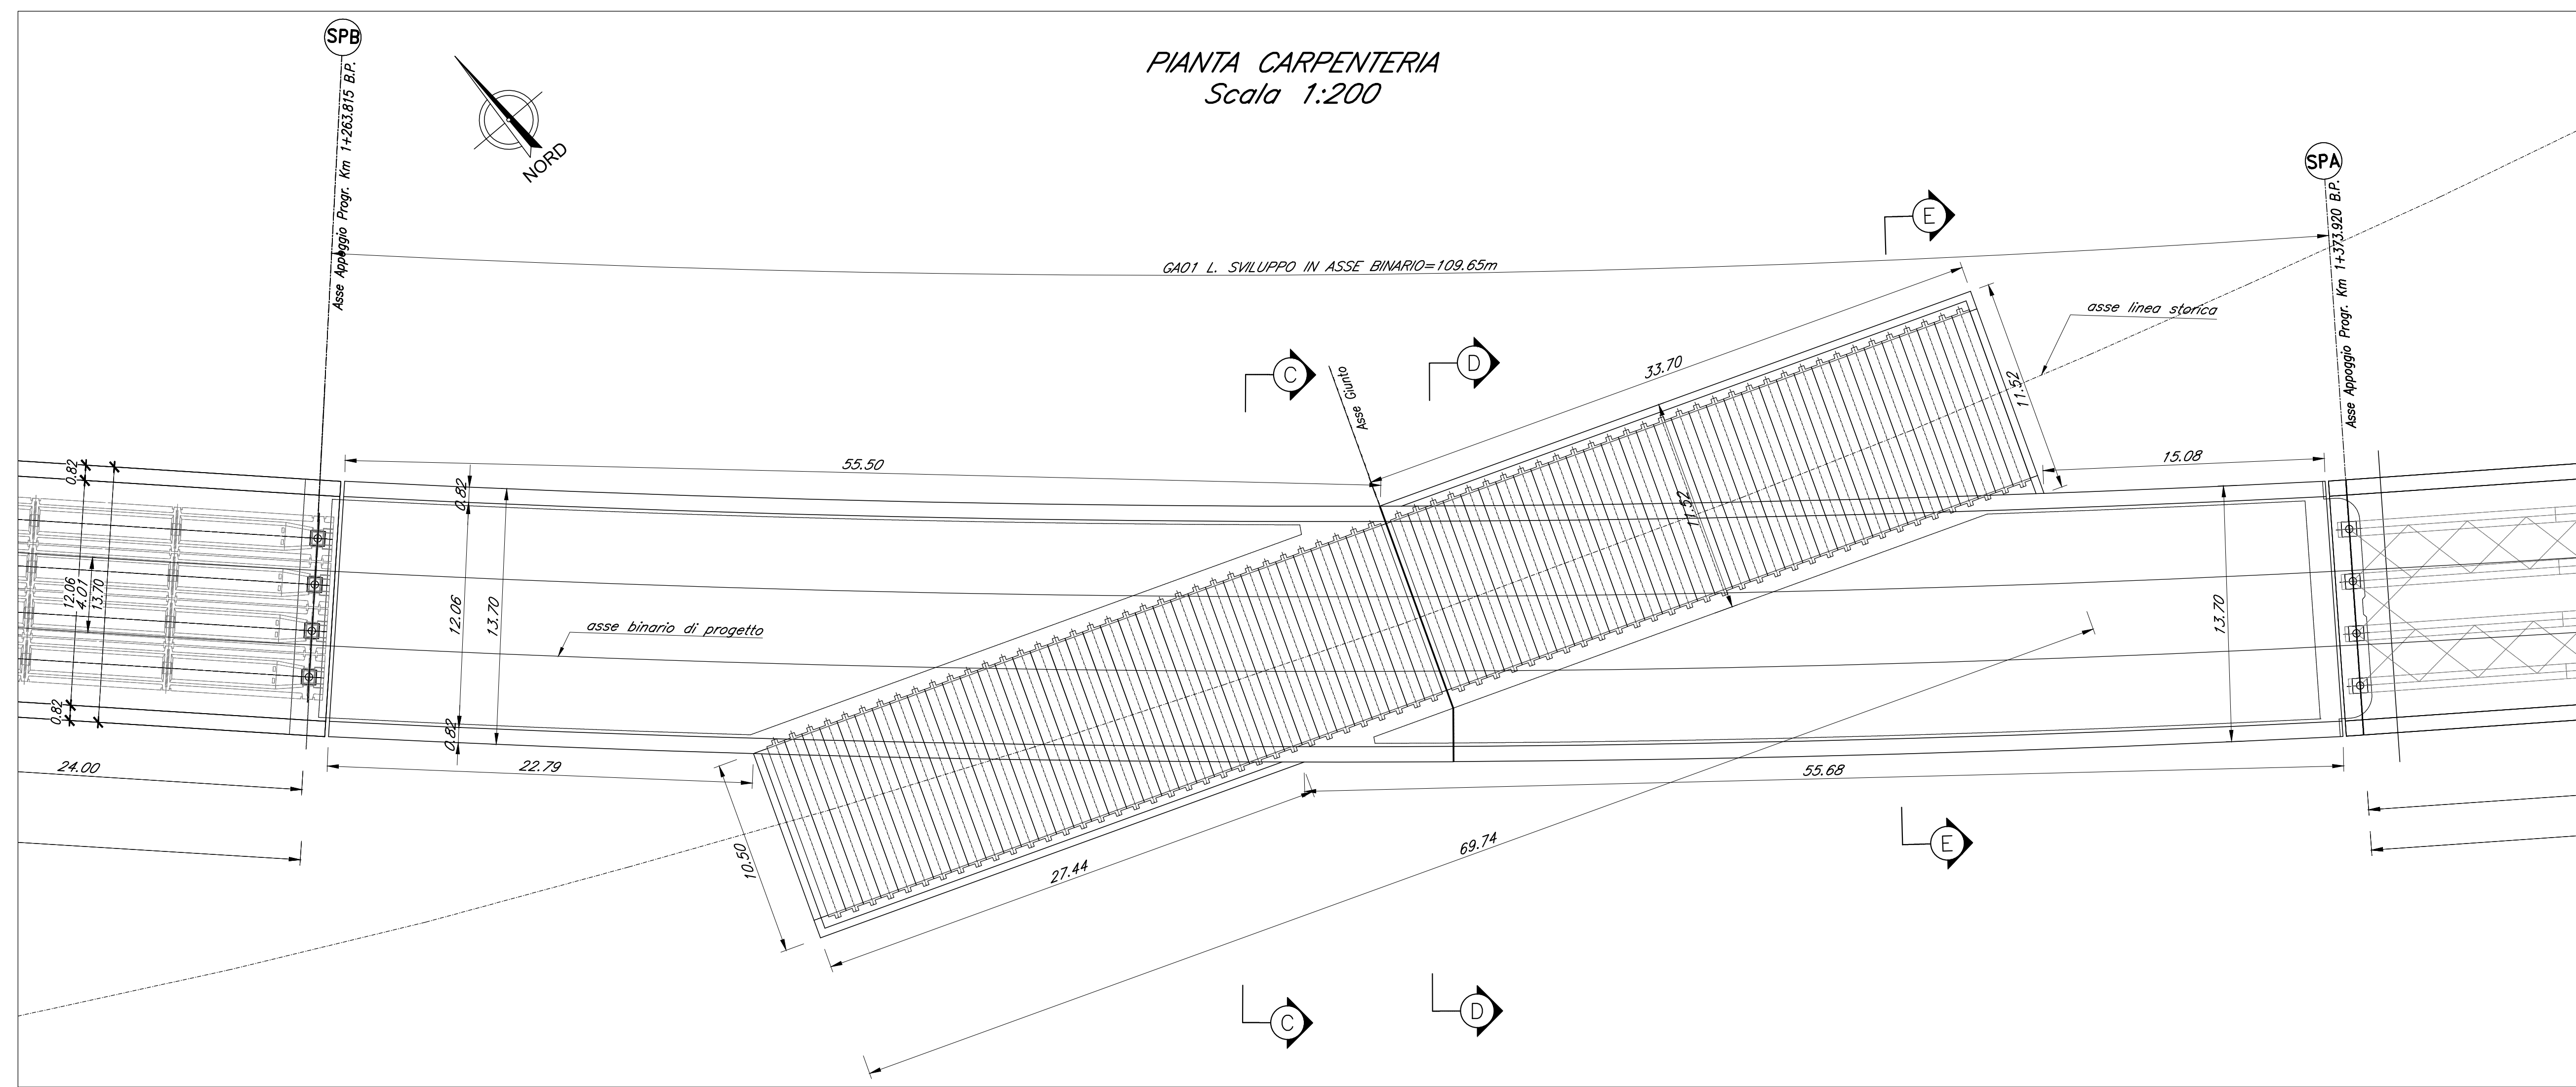 PIANTA CARPENTERIA
Scala 1:200
SPB
Asse Appoggio Progr. Km 1+263.815 B.P.
NORD
SPA
Asse Appoggio Progr. Km 1+373.920 B.P.
GA01 L. SVILUPPO IN ASSE BINARIO=109.65m
E
asse linea storica
C
D
Asse Giunto
33.70
11.52
11.52
55.50
15.08
0.82
12.06
4.01
13.70
0.82
0.82
12.06
13.70
0.82
asse binario di progetto
13.70
24.00
22.79
55.68
10.50
27.44
69.74
E
C
D